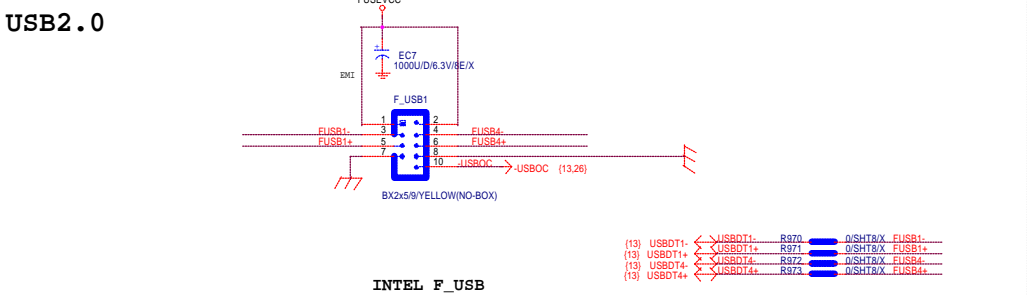 FUSEVCC
USB2.0
EC7
1000U/D/6.3V/8E/X
EMI
F_USB1
1 2
FUSB1- 3 4 FUSB4-
FUSB1+ 5 6 FUSB4+
7 8
10 -USBOC -USBOC {13,26}
BX2x5/9/YELLOW(NO-BOX)
{13} USBDT1- USBDT1- R970 0/SHT8/X FUSB1-
{13} USBDT1+ USBDT1+ R971 0/SHT8/X FUSB1+
{13} USBDT4- USBDT4- R972 0/SHT8/X FUSB4-
{13} USBDT4+ USBDT4+ R973 0/SHT8/X FUSB4+
INTEL F_USB